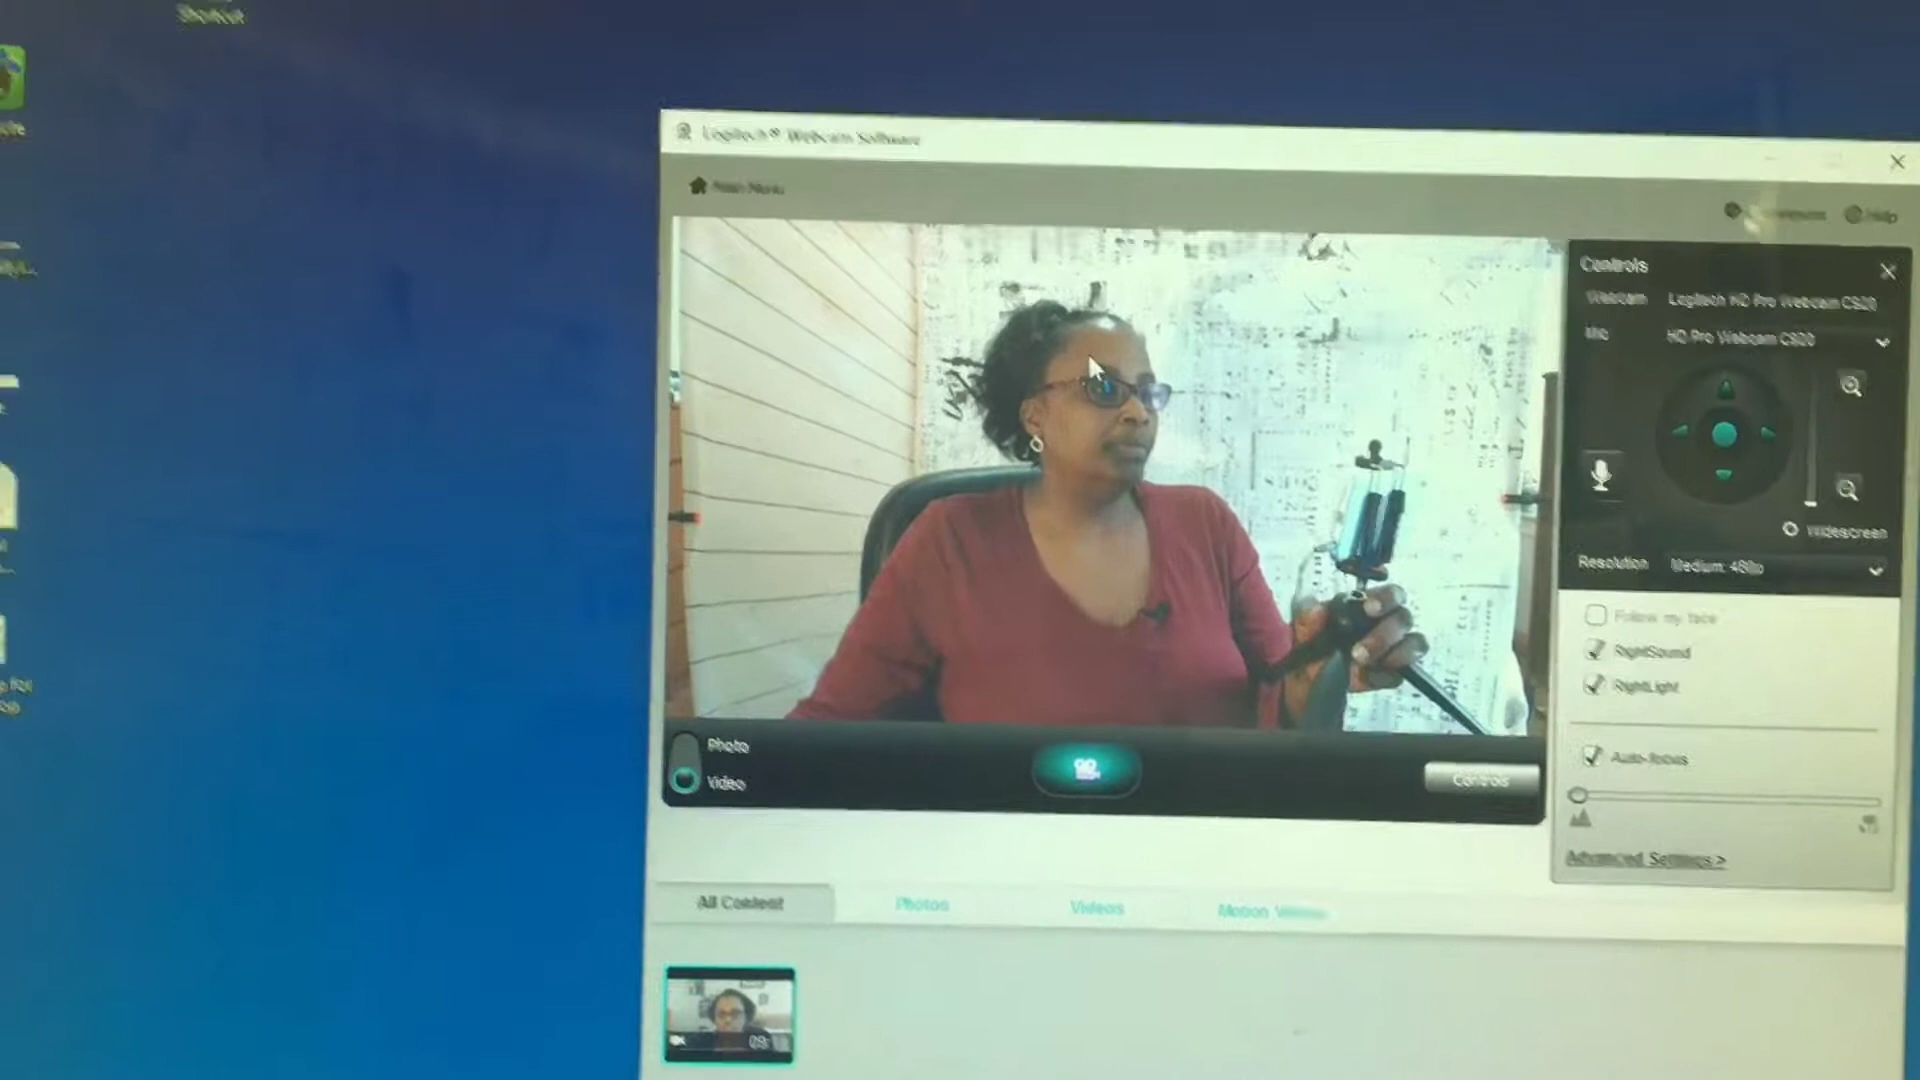 Shortcut
Logitech® Webcam Software
Main Menu
Help
Controls
Webcam Logitech HD Pro Webcam C920
Mic HD Pro Webcam C920
Widescreen
Resolution Medium: 480p
Follow my face
RightSound
RightLight
Auto-focus
Advanced Settings >
Photo
Video
Controls
All Content Photos Videos Motion